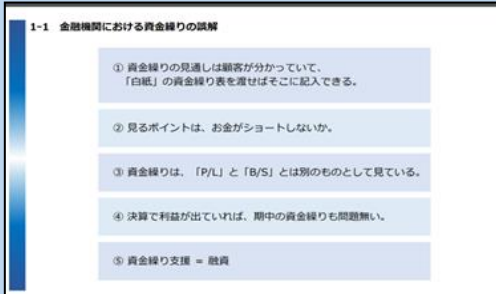 1-1 金融機関における資金繰りの誤解
① 資金繰りの見通しは顧客が分かっていて、
「白紙」の資金繰り表を渡せばそこに記入できる。
② 見るポイントは、お金がショートしないか。
③ 資金繰りは、「P/L」と「B/S」とは別のものとして見ている。
④ 決算で利益が出ていれば、期中の資金繰りも問題無い。
⑤ 資金繰り支援 = 融資